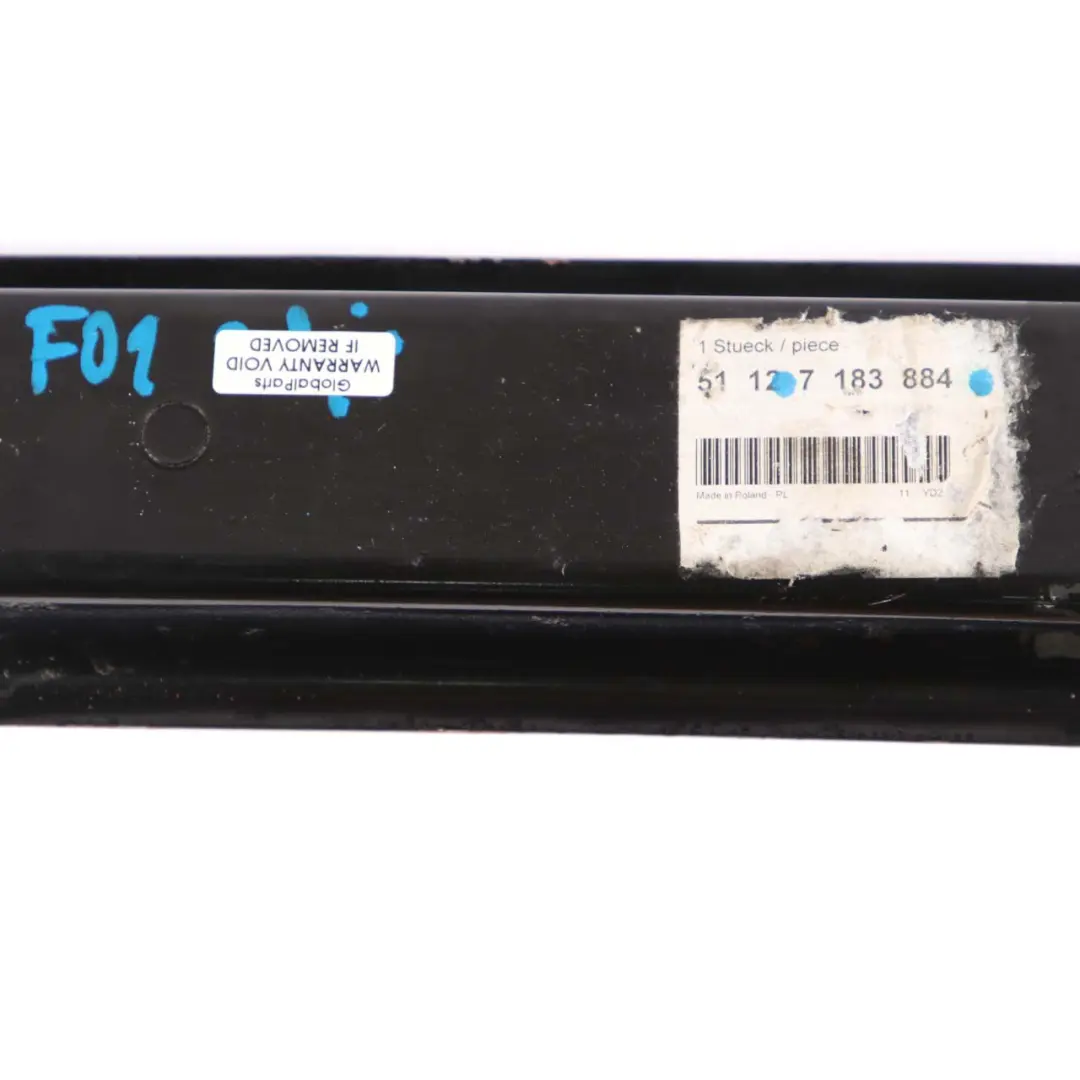 F01
GlobalParts
WARRANTY VOID
IF REMOVED
1 Stueck / piece
51 12 7 183 884
Made in Poland - PL 11 YD2